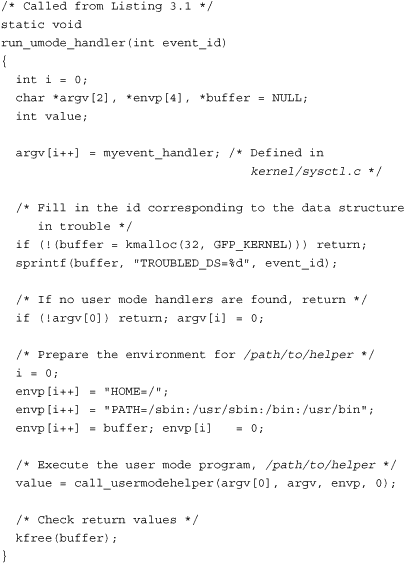 /* Called from Listing 3.1 */
static void
run_umode_handler(int event_id)
{
  int i = 0;
  char *argv[2], *envp[4], *buffer = NULL;
  int value;

  argv[i++] = myevent_handler; /* Defined in
                                  kernel/sysctl.c */

  /* Fill in the id corresponding to the data structure
     in trouble */
  if (!(buffer = kmalloc(32, GFP_KERNEL))) return;
  sprintf(buffer, "TROUBLED_DS=%d", event_id);

  /* If no user mode handlers are found, return */
  if (!argv[0]) return; argv[i] = 0;

  /* Prepare the environment for /path/to/helper */
  i = 0;
  envp[i++] = "HOME=/";
  envp[i++] = "PATH=/sbin:/usr/sbin:/bin:/usr/bin";
  envp[i++] = buffer; envp[i]   = 0;

  /* Execute the user mode program, /path/to/helper */
  value = call_usermodehelper(argv[0], argv, envp, 0);

  /* Check return values */
  kfree(buffer);
}